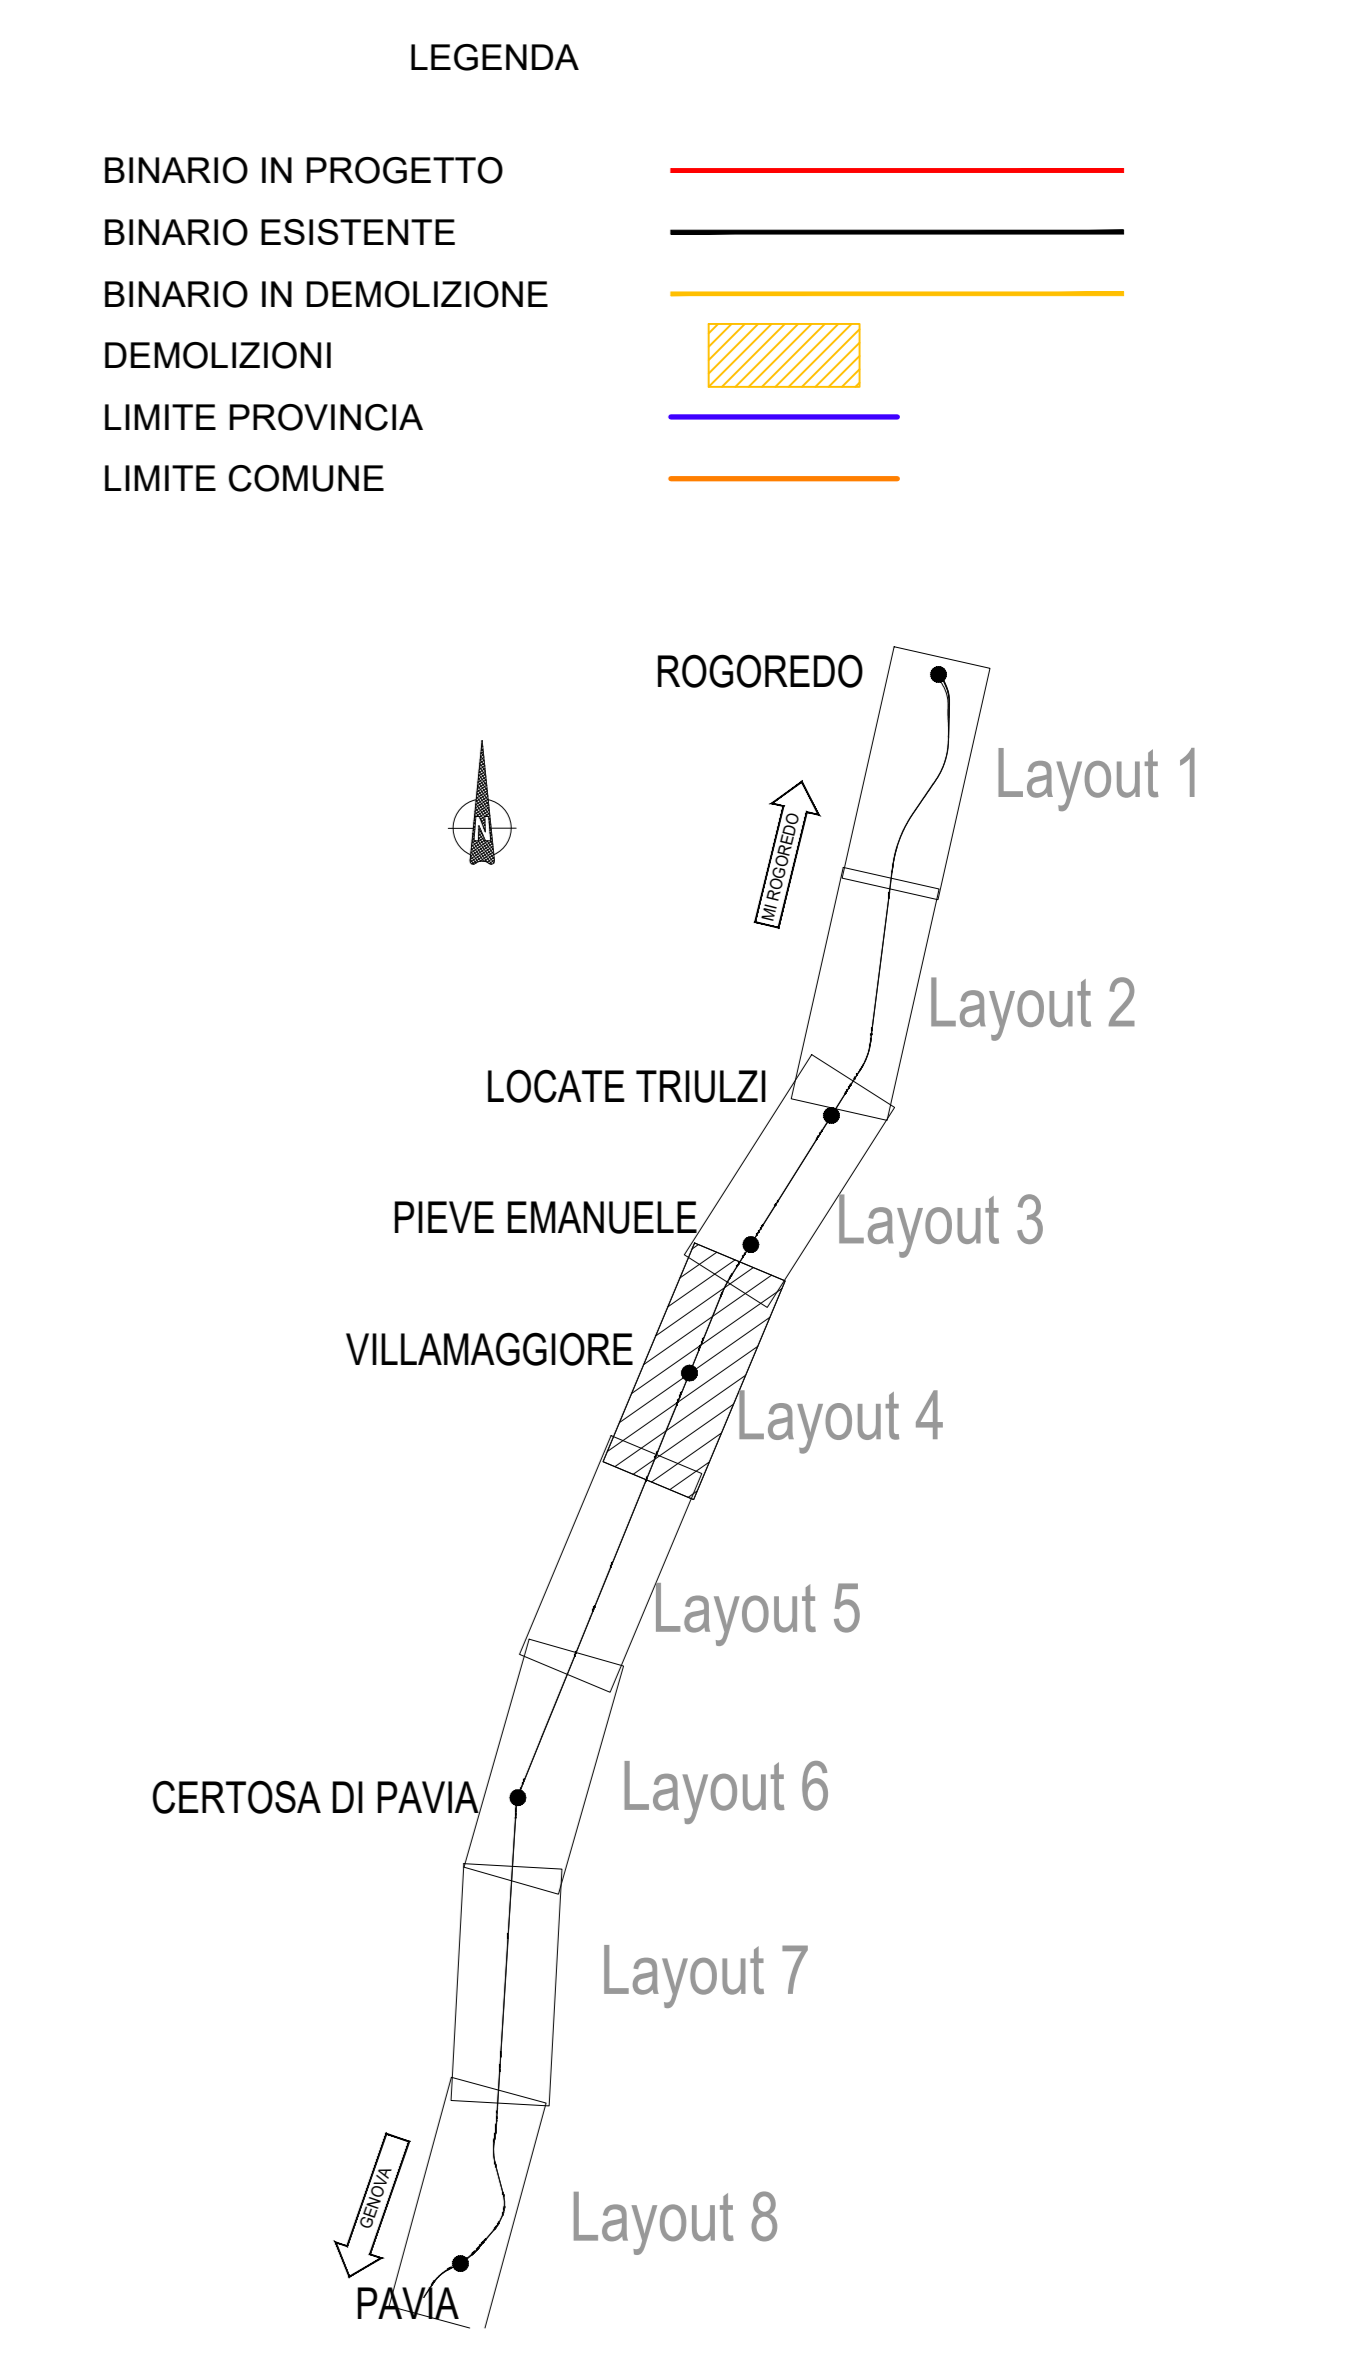 LEGENDA
BINARIO IN PROGETTO
BINARIO ESISTENTE
BINARIO IN DEMOLIZIONE
DEMOLIZIONI
LIMITE PROVINCIA
LIMITE COMUNE
ROGOREDO
Layout 1
N
MI ROGOREDO
Layout 2
LOCATE TRIULZI
PIEVE EMANUELE
Layout 3
VILLAMAGGIORE
Layout 4
Layout 5
CERTOSA DI PAVIA
Layout 6
Layout 7
GENOVA
Layout 8
PAVIA